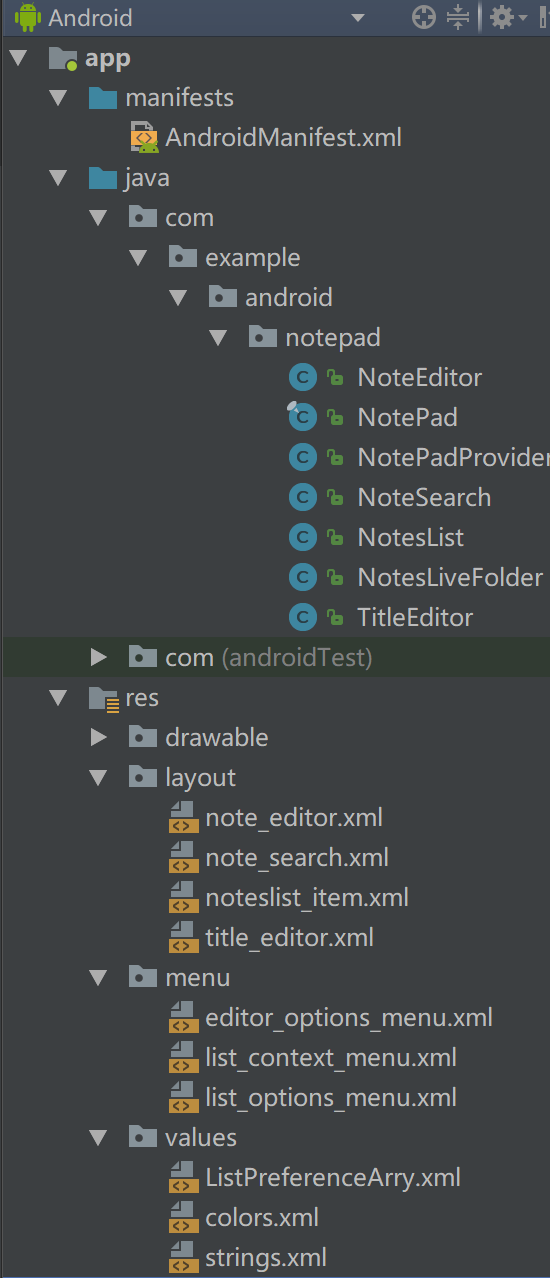 Android
app
manifests
AndroidManifest.xml
java
com
example
android
notepad
C NoteEditor
C NotePad
C NotePadProvider
C NoteSearch
C NotesList
C NotesLiveFolder
C TitleEditor
com (androidTest)
res
drawable
layout
note_editor.xml
note_search.xml
noteslist_item.xml
title_editor.xml
menu
editor_options_menu.xml
list_context_menu.xml
list_options_menu.xml
values
ListPreferenceArry.xml
colors.xml
strings.xml